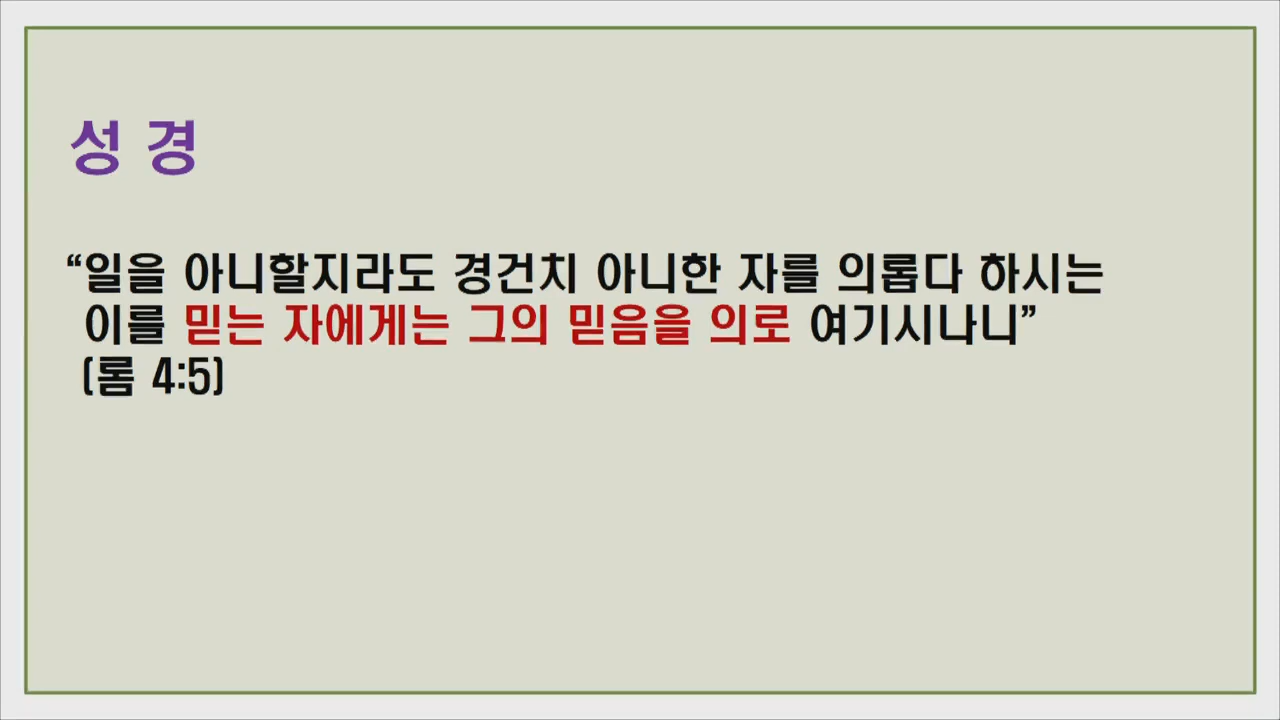 성 경
“일을 아니할지라도 경건치 아니한 자를 의롭다 하시는
이를 믿는 자에게는 그의 믿음을 의로 여기시나니”
(롬 4:5)